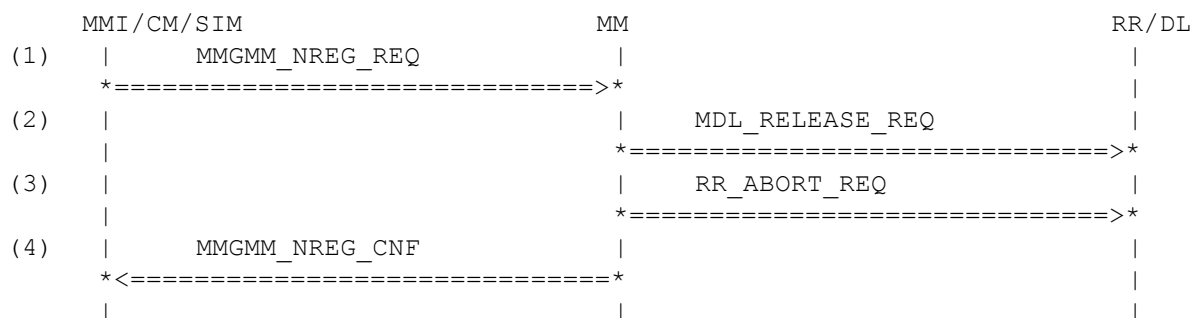 MMI/CM/SIM MM RR/DL
(1) | MMGMM_NREG_REQ | |
*==============================>* |
(2) | | MDL_RELEASE_REQ |
| *==============================>*
(3) | | RR_ABORT_REQ |
| *==============================>*
(4) | MMGMM_NREG_CNF | |
*<==============================* |
| | |